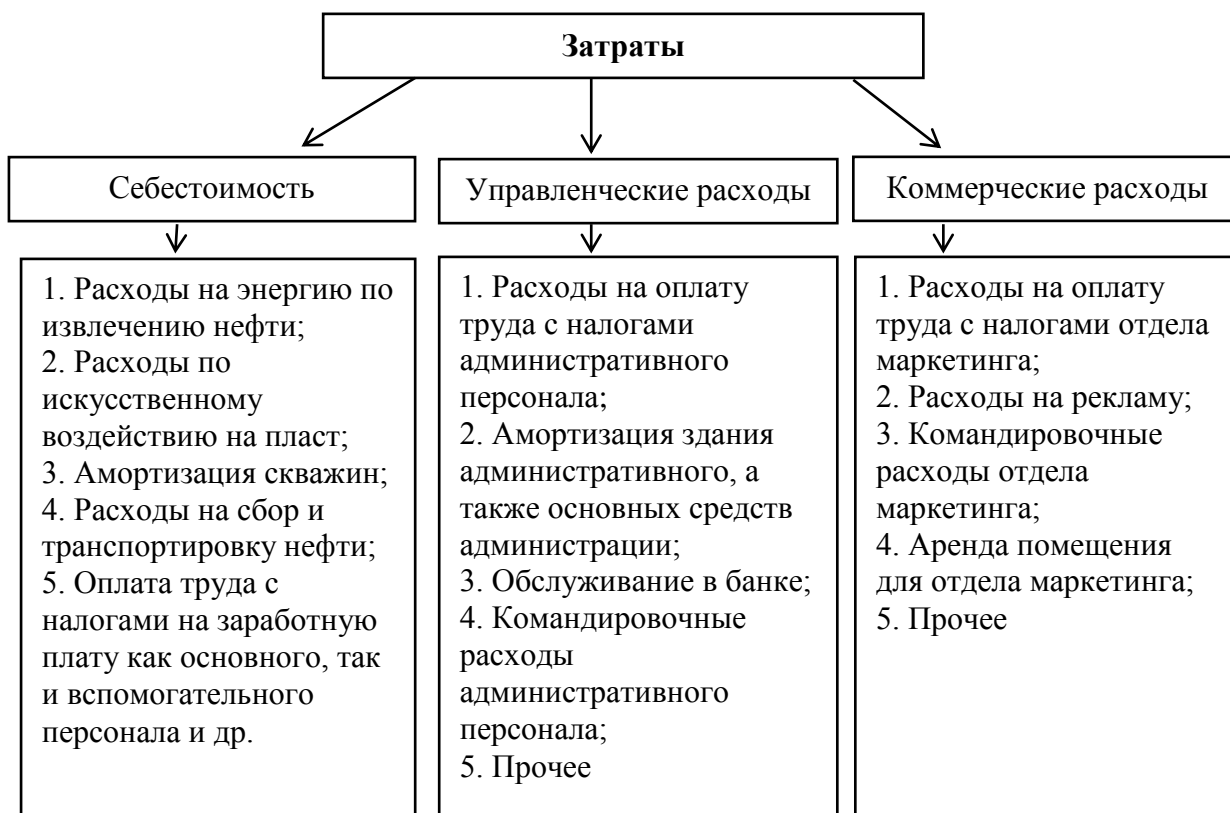 Затраты
Себестоимость
Управленческие расходы
Коммерческие расходы
1. Расходы на энергию по
извлечению нефти;
2. Расходы по
искусственному
воздействию на пласт;
3. Амортизация скважин;
4. Расходы на сбор и
транспортировку нефти;
5. Оплата труда с
налогами на заработную
плату как основного, так
и вспомогательного
персонала и др.
1. Расходы на оплату
труда с налогами
административного
персонала;
2. Амортизация здания
административного, а
также основных средств
администрации;
3. Обслуживание в банке;
4. Командировочные
расходы
административного
персонала;
5. Прочее
1. Расходы на оплату
труда с налогами отдела
маркетинга;
2. Расходы на рекламу;
3. Командировочные
расходы отдела
маркетинга;
4. Аренда помещения
для отдела маркетинга;
5. Прочее